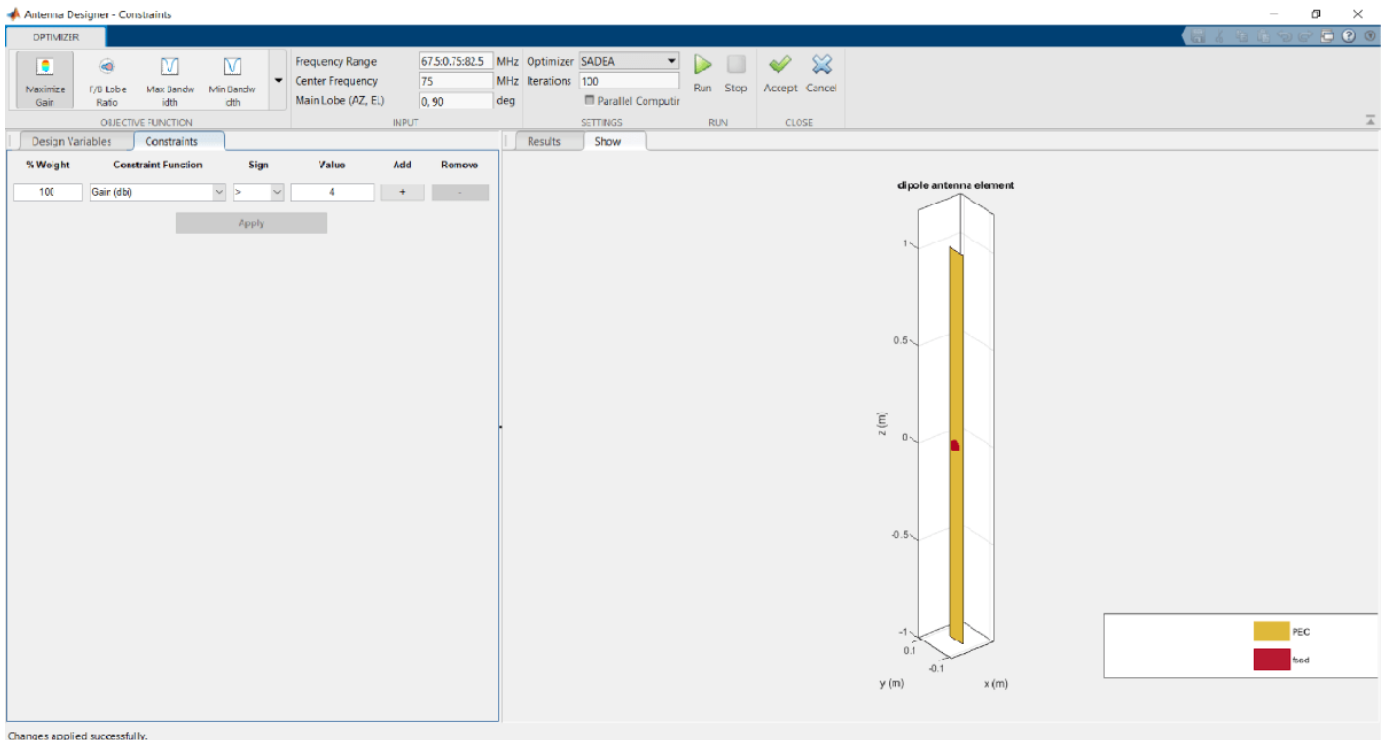 Antenna Designer - Constraints
OPTIMIZER
Maximize Gain
F/B Lobe Ratio
Max Bandwidth
Min Bandwidth
OBJECTIVE FUNCTION
Frequency Range 67.5:0.75:82.5 MHz
Center Frequency 75 MHz
Main Lobe (AZ, EL) 0, 90 deg
INPUT
Optimizer SADEA
Iterations 100
Parallel Computin
SETTINGS
Run Stop
RUN
Accept Cancel
CLOSE
Design Variables Constraints
% Weight Constraint Function Sign Value Add Remove
100 Gain (dbi) > 4 + -
Apply
Results Show
dipole antenna element
1
0.5
z (m)
0
-0.5
-1
0.1
-0.1
y (m) x (m)
PEC
feed
Changes applied successfully.